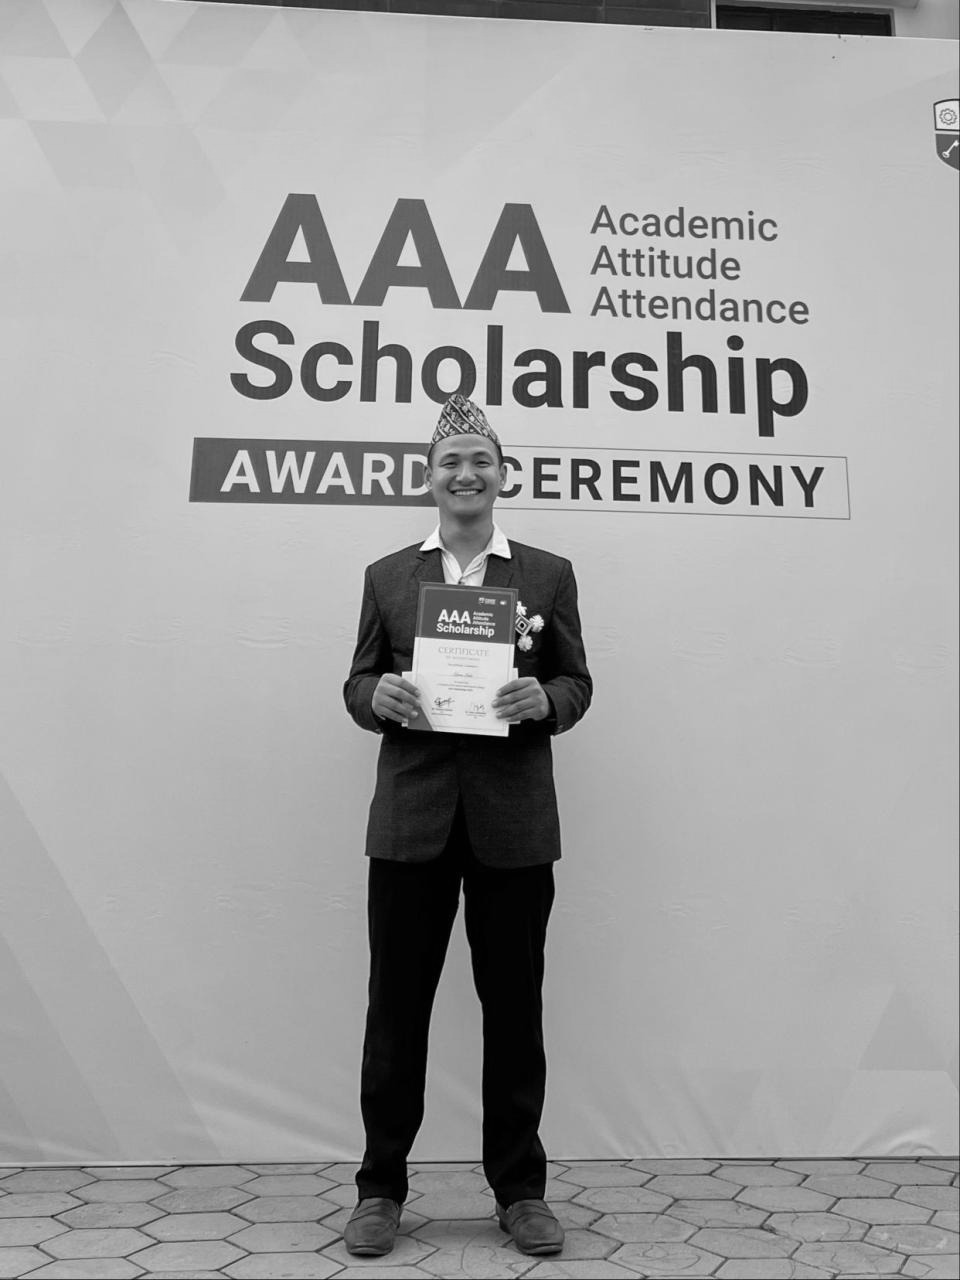 AAA
Academic
Attitude
Attendance
Scholarship
AWARD CEREMONY
AAA
Academic
Attitude
Attendance
Scholarship
CERTIFICATE